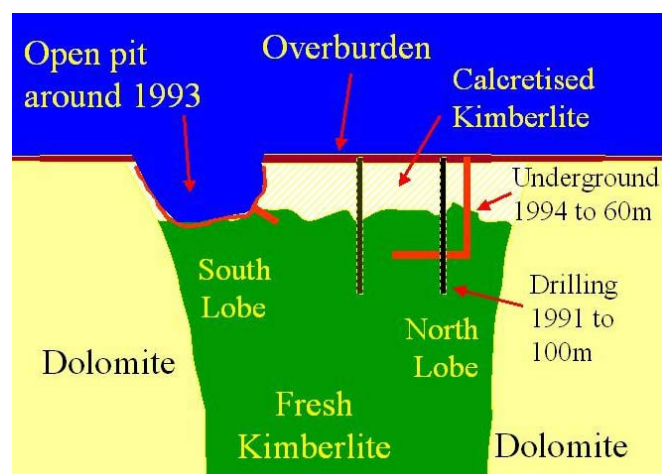 Open pit
around 1993
Overburden
Calcretised
Kimberlite
Underground
1994 to 60m
South
Lobe
Drilling
1991 to
100m
North
Lobe
Dolomite
Fresh
Kimberlite
Dolomite